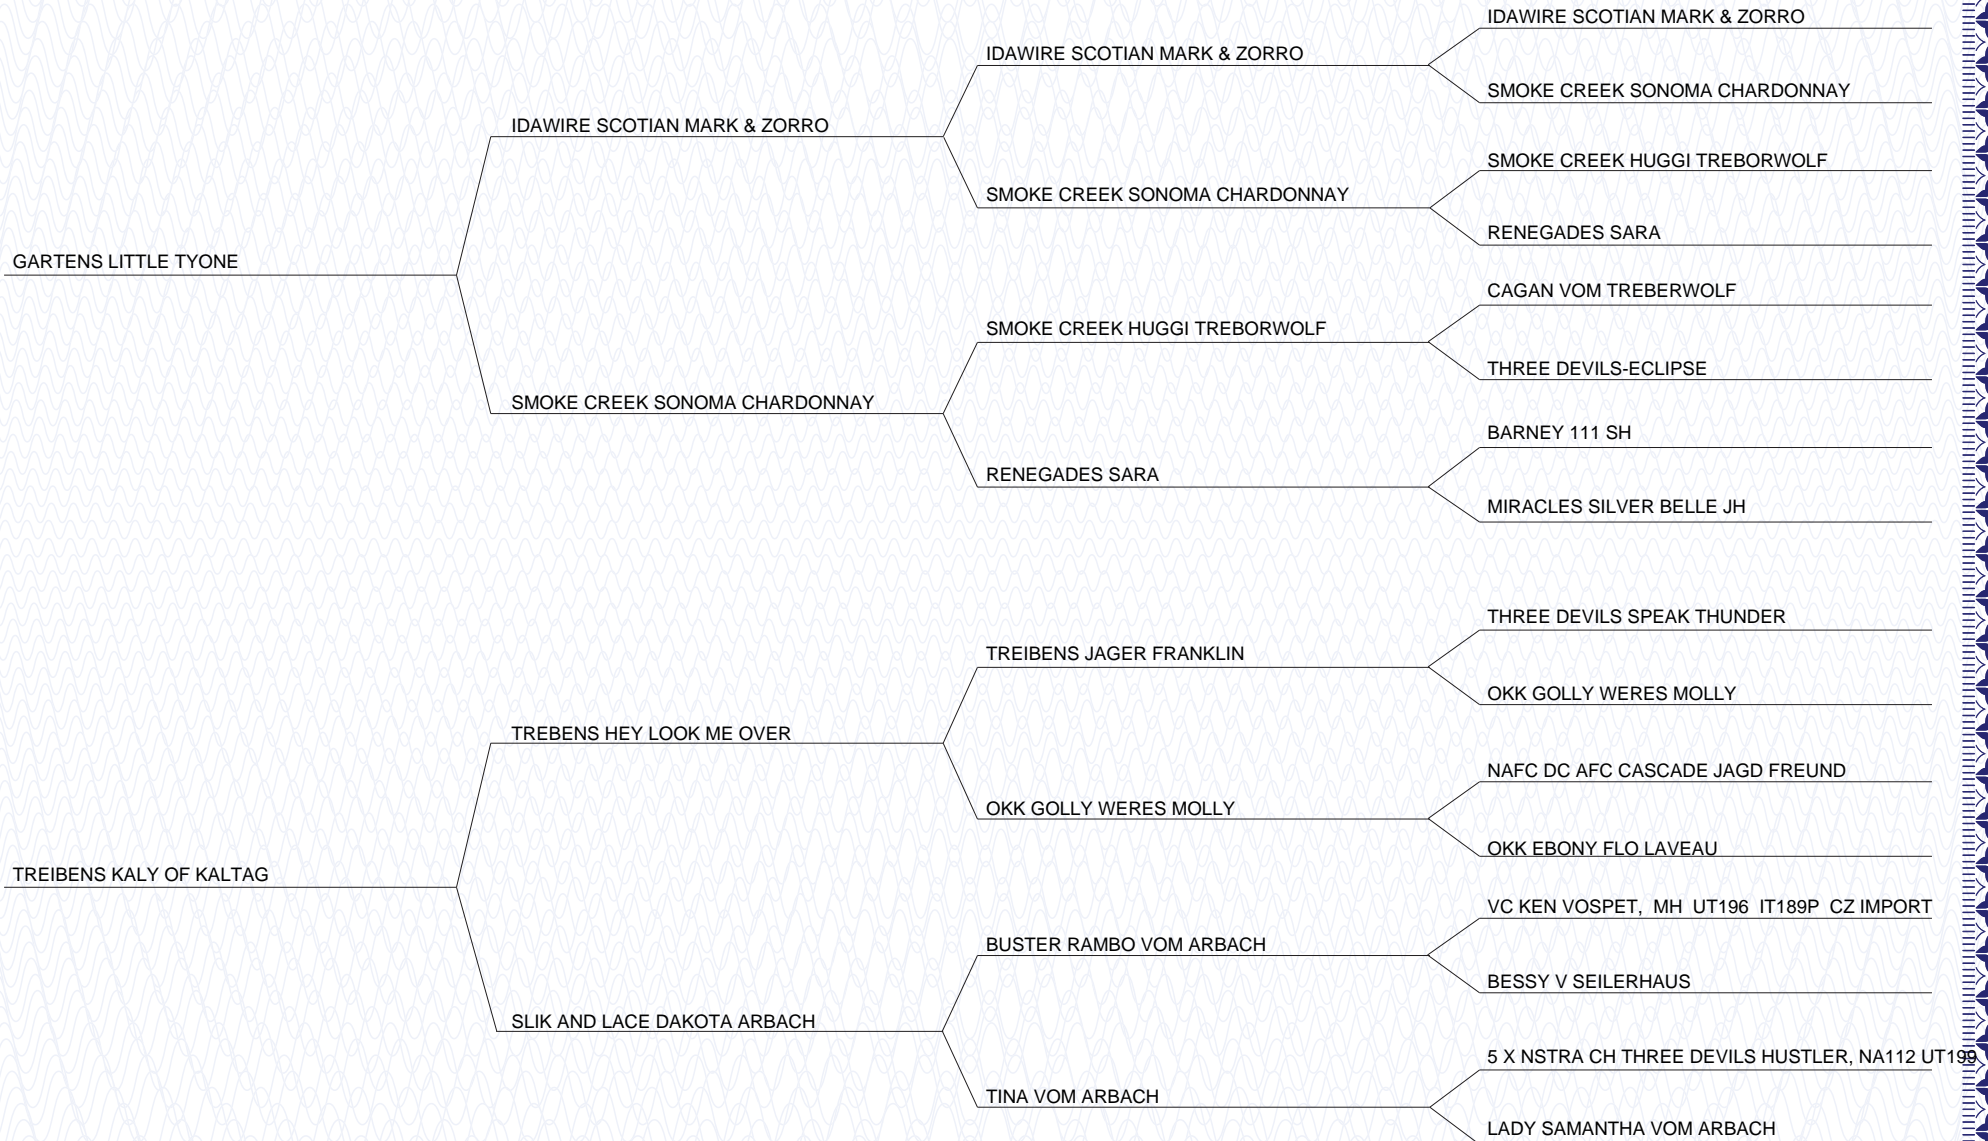 IDAWIRE SCOTIAN MARK & ZORRO
IDAWIRE SCOTIAN MARK & ZORRO
SMOKE CREEK SONOMA CHARDONNAY
IDAWIRE SCOTIAN MARK & ZORRO
SMOKE CREEK HUGGI TREBORWOLF
SMOKE CREEK SONOMA CHARDONNAY
RENEGADES SARA
GARTENS LITTLE TYONE
CAGAN VOM TREBERWOLF
SMOKE CREEK HUGGI TREBORWOLF
THREE DEVILS-ECLIPSE
SMOKE CREEK SONOMA CHARDONNAY
BARNEY 111 SH
RENEGADES SARA
MIRACLES SILVER BELLE JH
THREE DEVILS SPEAK THUNDER
TREIBENS JAGER FRANKLIN
OKK GOLLY WERES MOLLY
TREBENS HEY LOOK ME OVER
NAFC DC AFC CASCADE JAGD FREUND
OKK GOLLY WERES MOLLY
OKK EBONY FLO LAVEAU
TREIBENS KALY OF KALTAG
VC KEN VOSPET, MH UT196 IT189P CZ IMPORT
BUSTER RAMBO VOM ARBACH
BESSY V SEILERHAUS
SLIK AND LACE DAKOTA ARBACH
5 X NSTRA CH THREE DEVILS HUSTLER, NA112 UT199
TINA VOM ARBACH
LADY SAMANTHA VOM ARBACH